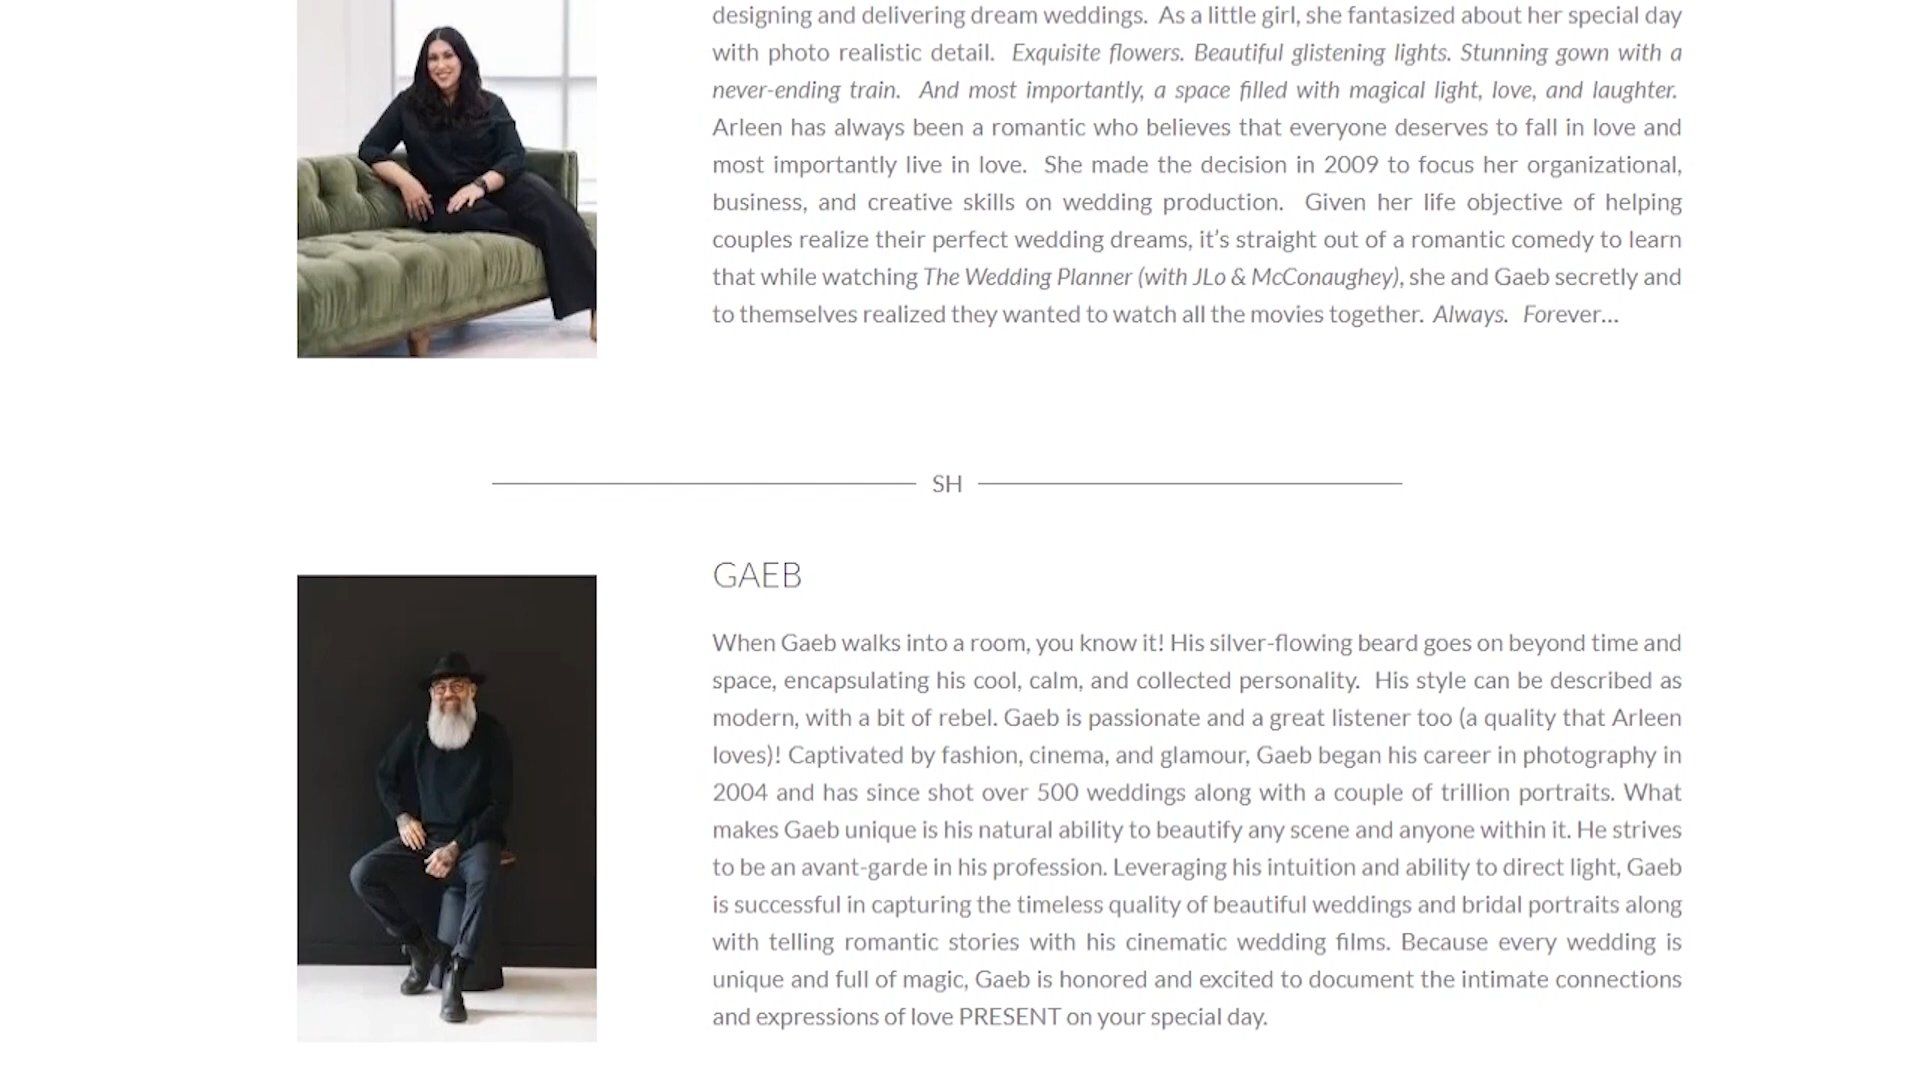 designing and delivering dream weddings. As a little girl, she fantasized about her special day
with photo realistic detail. Exquisite flowers. Beautiful glistening lights. Stunning gown with a
never-ending train. And most importantly, a space filled with magical light, love, and laughter.
Arleen has always been a romantic who believes that everyone deserves to fall in love and
most importantly live in love. She made the decision in 2009 to focus her organizational,
business, and creative skills on wedding production. Given her life objective of helping
couples realize their perfect wedding dreams, it’s straight out of a romantic comedy to learn
that while watching The Wedding Planner (with JLo & McConaughey), she and Gaeb secretly and
to themselves realized they wanted to watch all the movies together. Always. Forever...
SH
GAEB
When Gaeb walks into a room, you know it! His silver-flowing beard goes on beyond time and
space, encapsulating his cool, calm, and collected personality. His style can be described as
modern, with a bit of rebel. Gaeb is passionate and a great listener too (a quality that Arleen
loves)! Captivated by fashion, cinema, and glamour, Gaeb began his career in photography in
2004 and has since shot over 500 weddings along with a couple of trillion portraits. What
makes Gaeb unique is his natural ability to beautify any scene and anyone within it. He strives
to be an avant-garde in his profession. Leveraging his intuition and ability to direct light, Gaeb
is successful in capturing the timeless quality of beautiful weddings and bridal portraits along
with telling romantic stories with his cinematic wedding films. Because every wedding is
unique and full of magic, Gaeb is honored and excited to document the intimate connections
and expressions of love PRESENT on your special day.